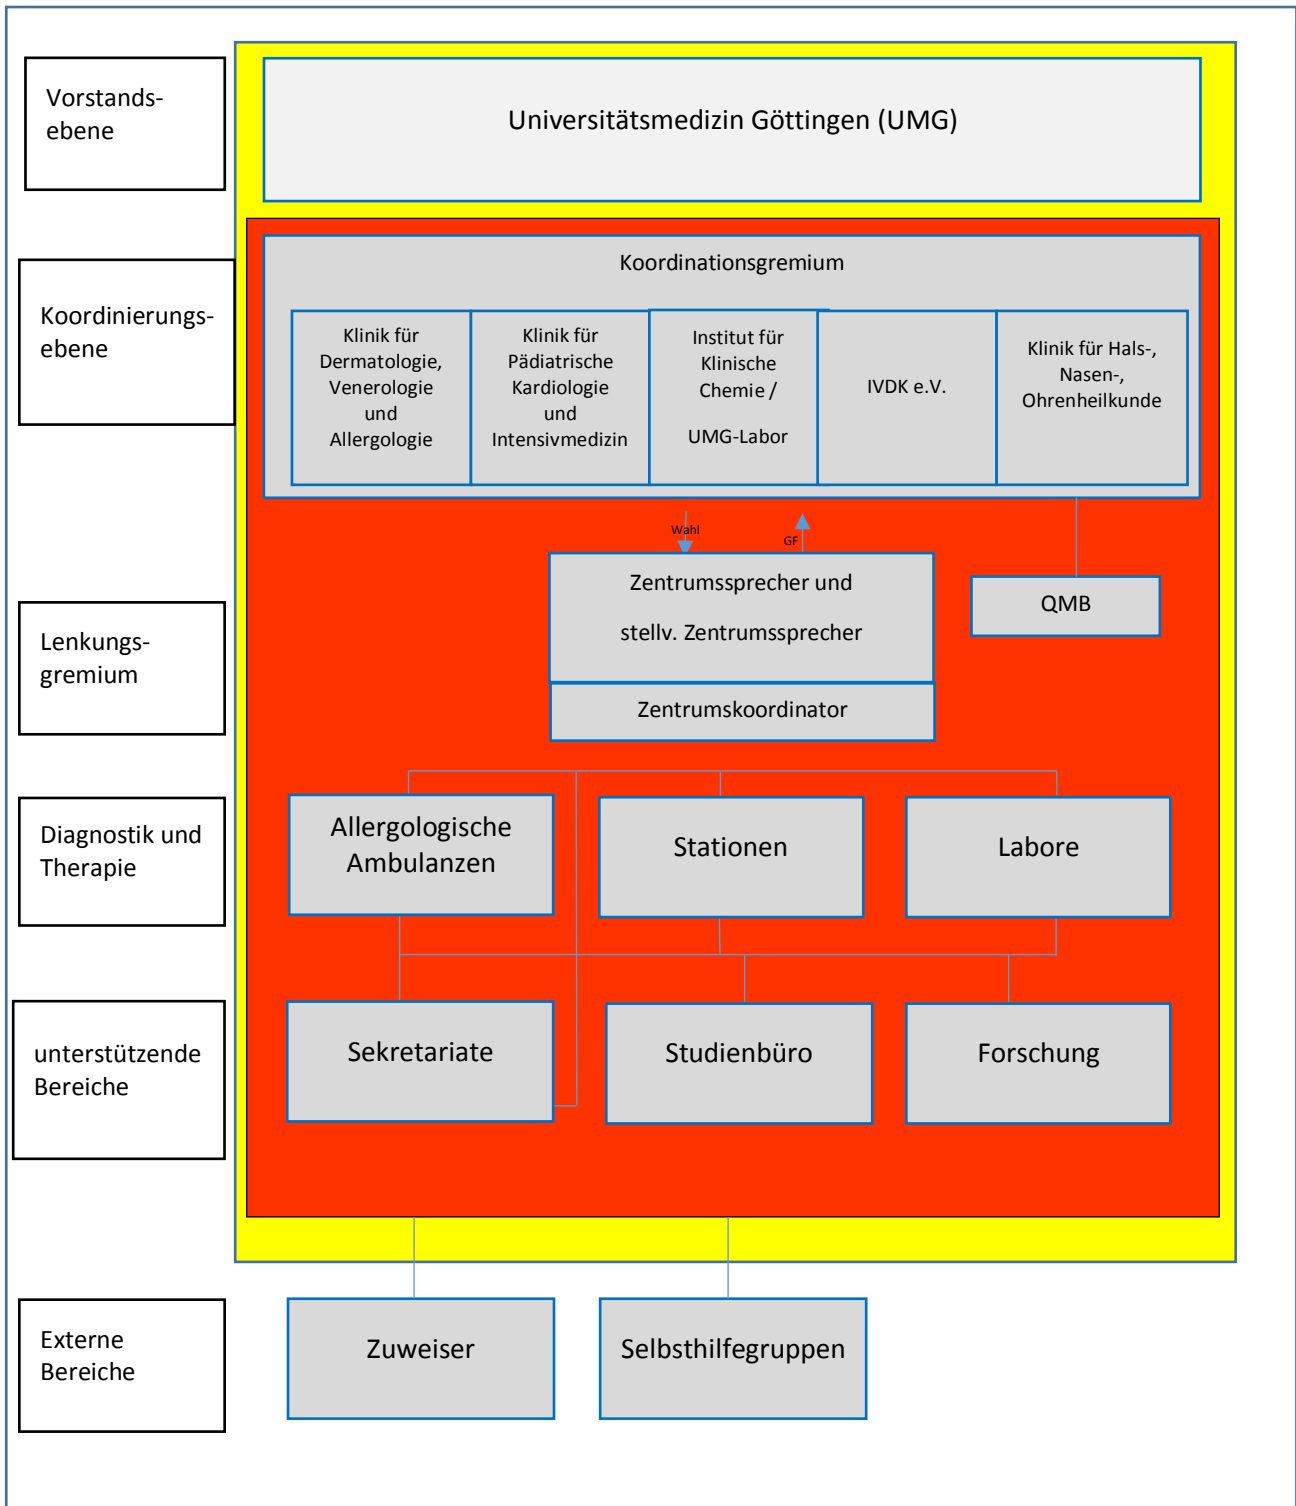 Vorstands-
ebene
Universitätsmedizin Göttingen (UMG)
Koordinierungs-
ebene
Koordinationsgremium
Klinik für
Dermatologie,
Venerologie
und
Allergologie
Klinik für
Pädiatrische
Kardiologie
und
Intensivmedizin
Institut für
Klinische
Chemie /
UMG-Labor
IVDK e.V.
Klinik für Hals-,
Nasen-,
Ohrenheilkunde
Wahl
GF
Lenkungs-
gremium
Zentrumssprecher und
stellv. Zentrumssprecher
Zentrumskoordinator
QMB
Diagnostik und
Therapie
Allergologische
Ambulanzen
Stationen
Labore
unterstützende
Bereiche
Sekretariate
Studienbüro
Forschung
Externe
Bereiche
Zuweiser
Selbsthilfegruppen